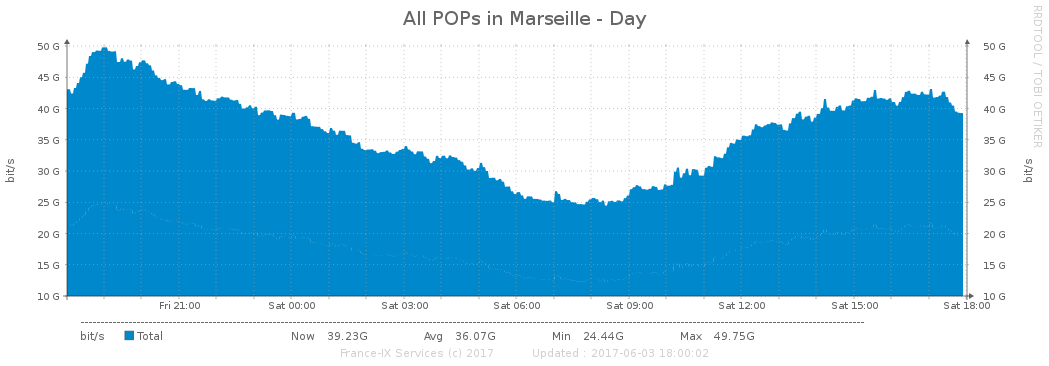 All POPs in Marseille - Day
RRDTOOL / TOBI OETIKER
50 G 50 G
45 G 45 G
40 G 40 G
35 G 35 G
30 G 30 G
25 G 25 G
20 G 20 G
15 G 15 G
10 G 10 G
bit/s
bit/s
Fri 21:00 Sat 00:00 Sat 03:00 Sat 06:00 Sat 09:00 Sat 12:00 Sat 15:00 Sat 18:00
bit/s Total Now 39.23G Avg 36.07G Min 24.44G Max 49.75G
France-IX Services (c) 2017 Updated : 2017-06-03 18:00:02